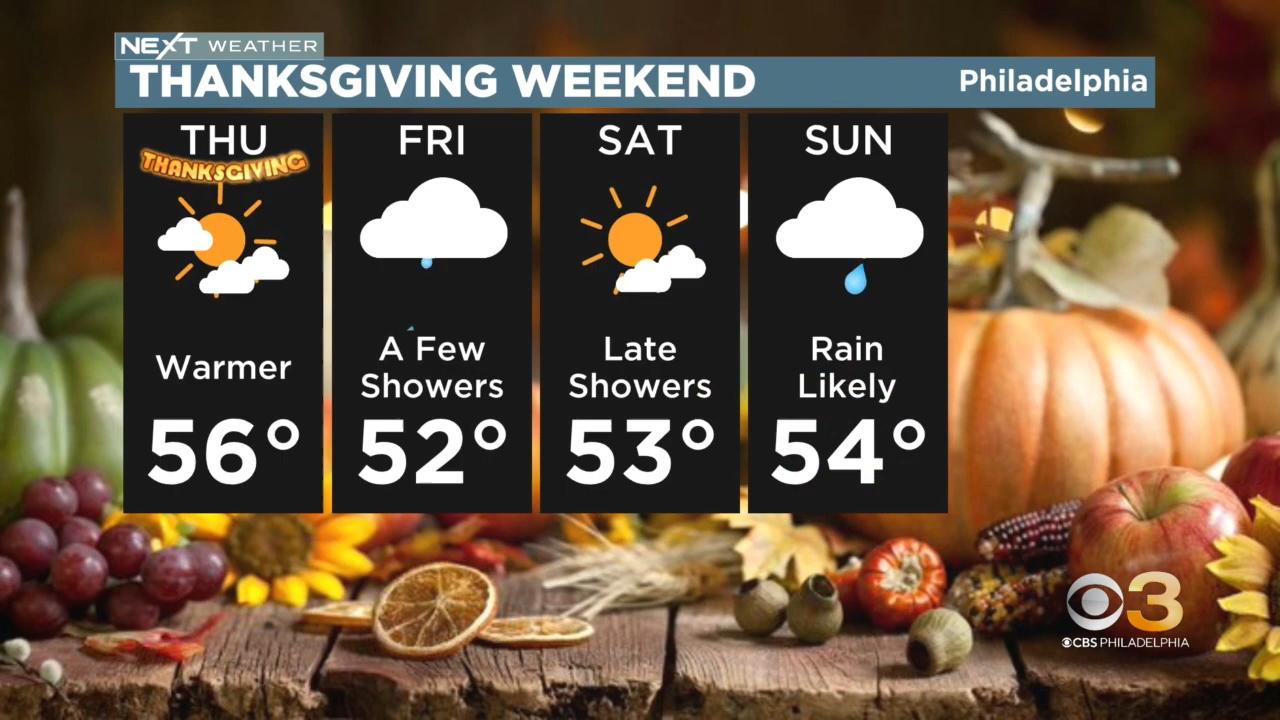 NEXT WEATHER
THANKSGIVING WEEKEND
Philadelphia
THU
THANKSGIVING
Warmer
56°
FRI
A Few
Showers
52°
SAT
Late
Showers
53°
SUN
Rain
Likely
54°
3
CBS PHILADELPHIA